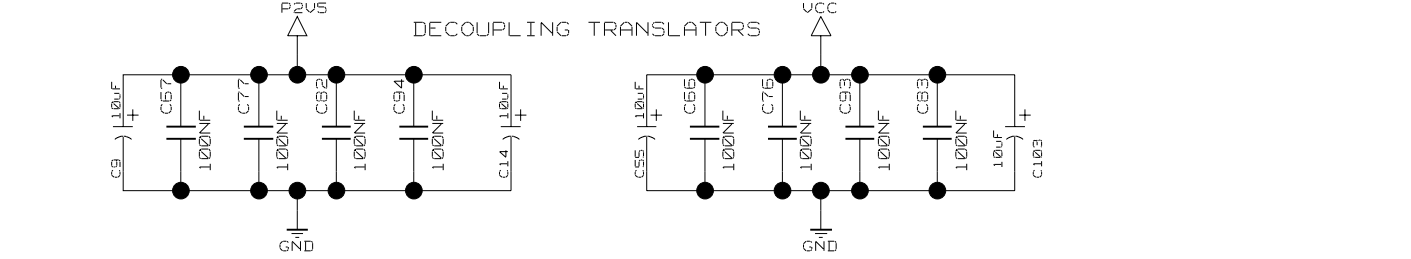 P2V5
DECOUPLING TRANSLATORS
VCC
10uF
C67
C77
C82
C94
10uF
10uF
C66
C76
C93
C83
+
+
+
+
100NF
100NF
100NF
100NF
100NF
100NF
100NF
100NF
10uF
C9
C14
C55
C103
GND
GND